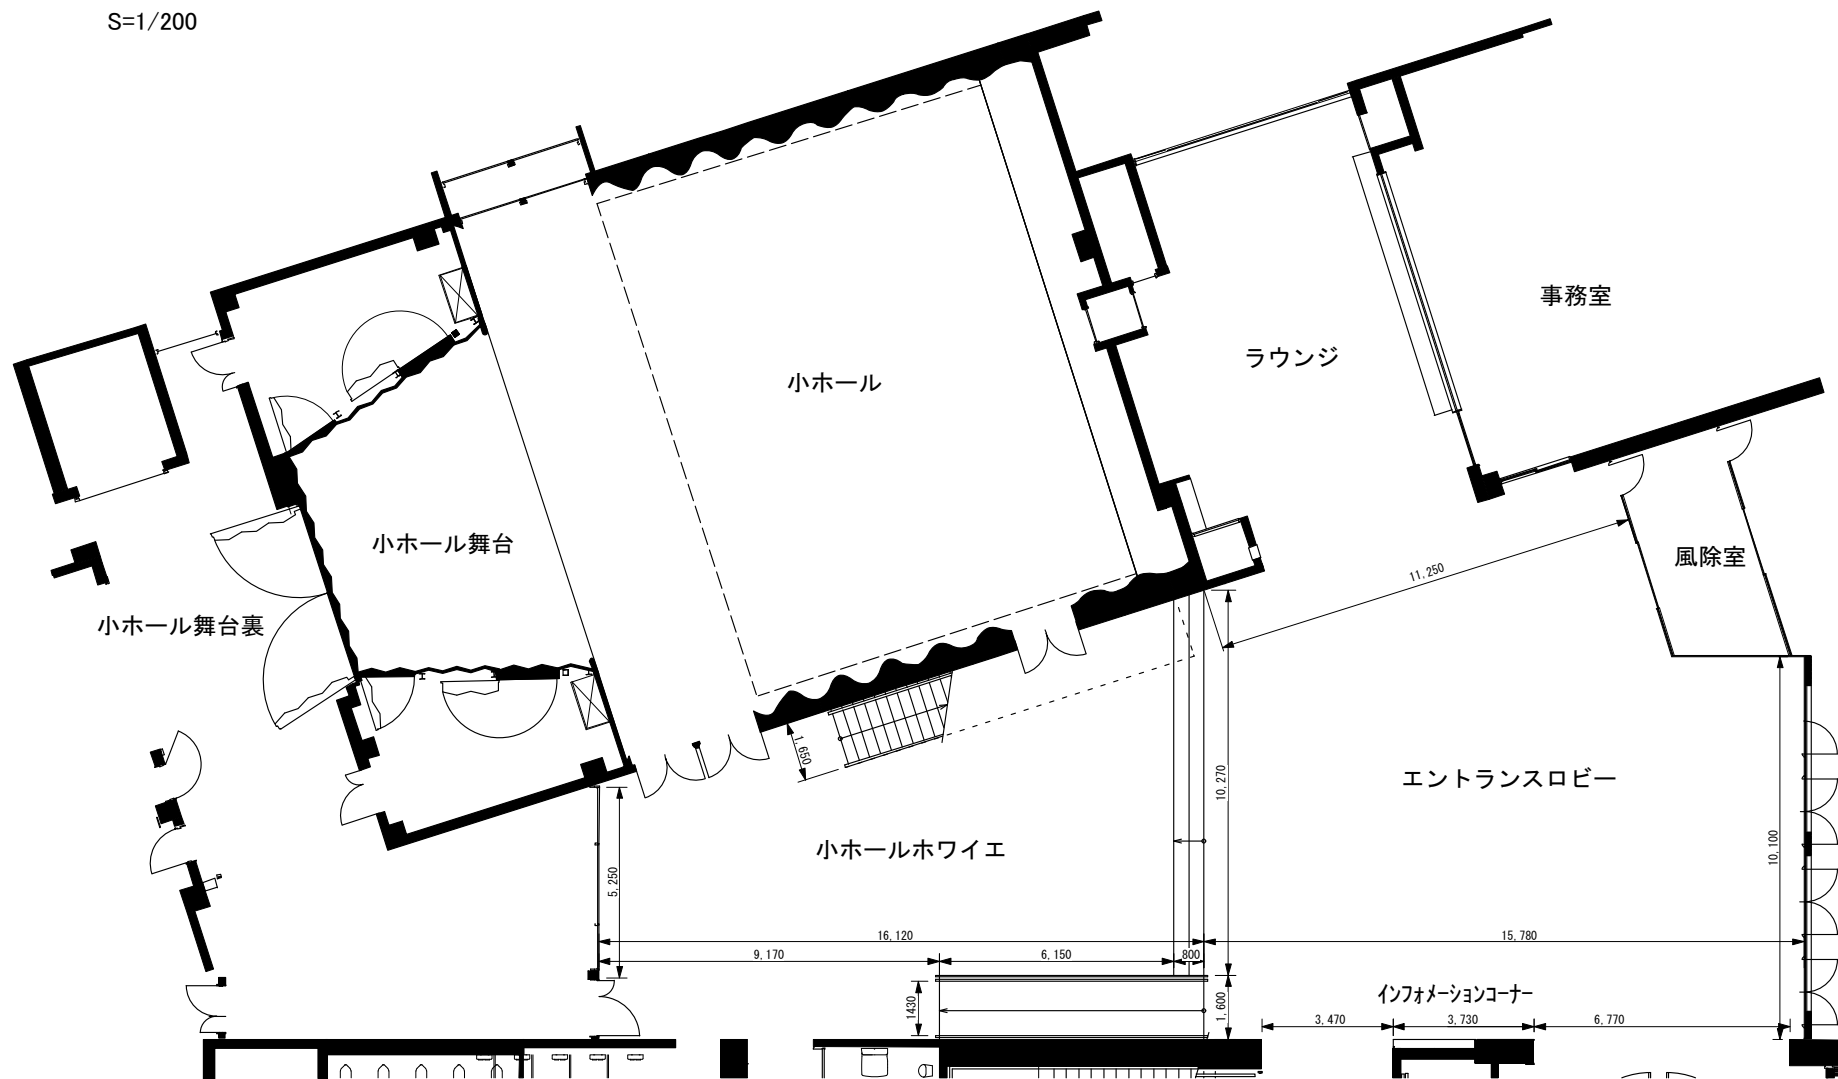 S=1/200
事務室
ラウンジ
小ホール
小ホール舞台
風除室
11,250
小ホール舞台裏
1,650
10,270
エントランスロビー
10,100
小ホールホワイエ
5,250
16,120
15,780
9,170
6,150
800
インフォメーションコーナー
1430
1,600
3,470
3,730
6,770